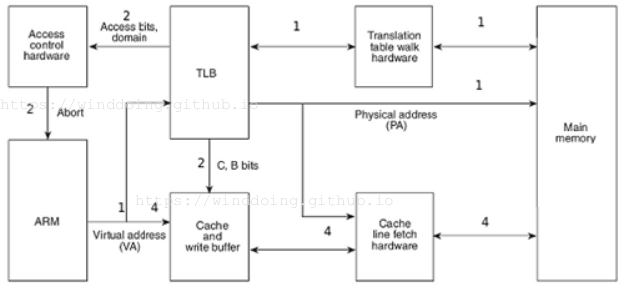 2
Access
control
hardware
Access bits,
domain
TLB
1
Translation
table walk
hardware
1
1
https://winddoing.github.io
2
Abort
Physical address
(PA)
Main
memory
2
C, B bits
https://winddoing.github.io
ARM
1
4
Virtual address
(VA)
Cache
and
write buffer
4
Cache
line fetch
hardware
4